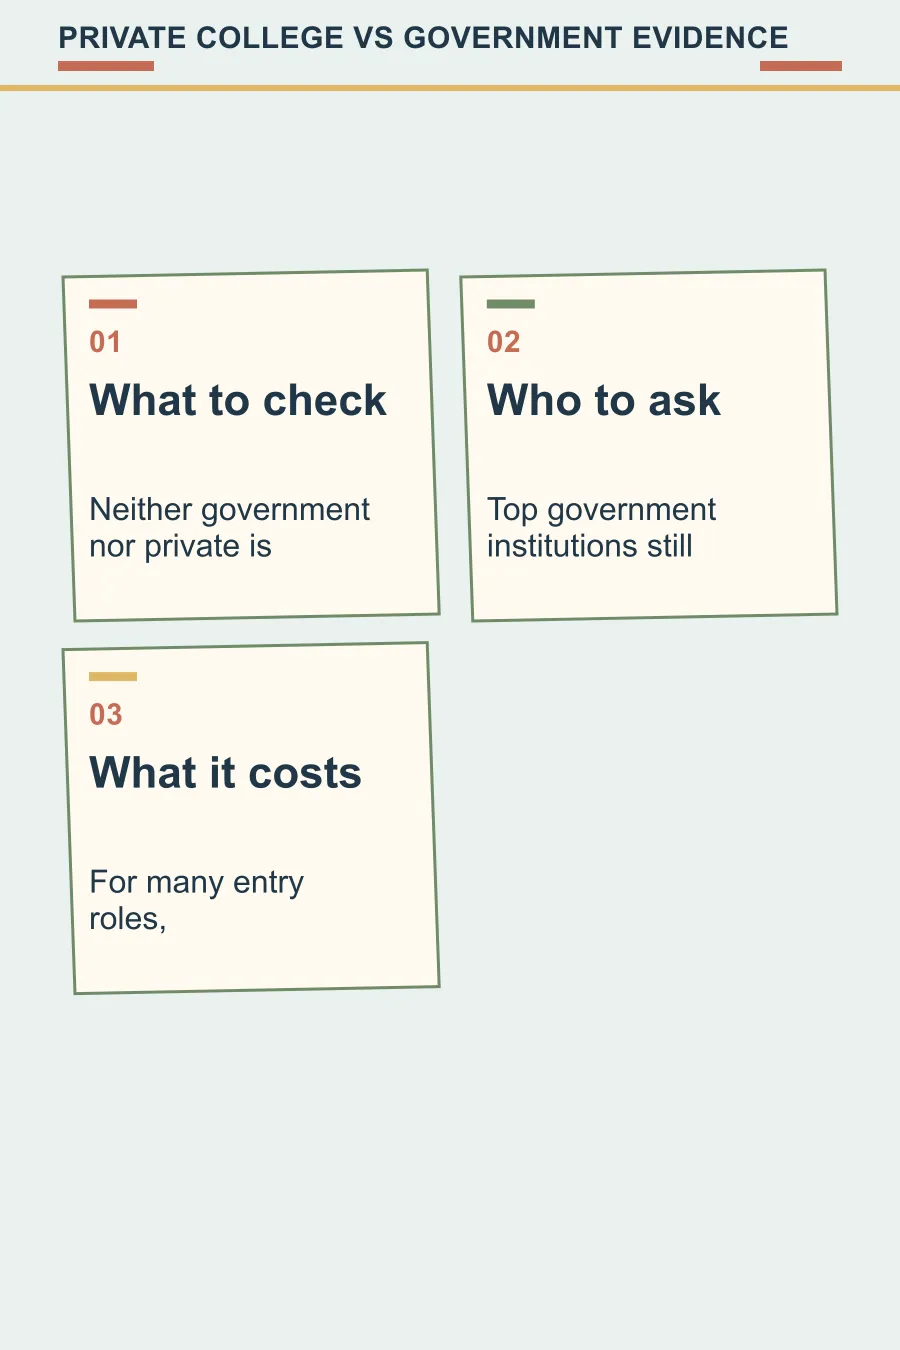 PRIVATE COLLEGE VS GOVERNMENT EVIDENCE
01
What to check
Neither government
nor private is
02
Who to ask
Top government
institutions still
03
What it costs
For many entry
roles,